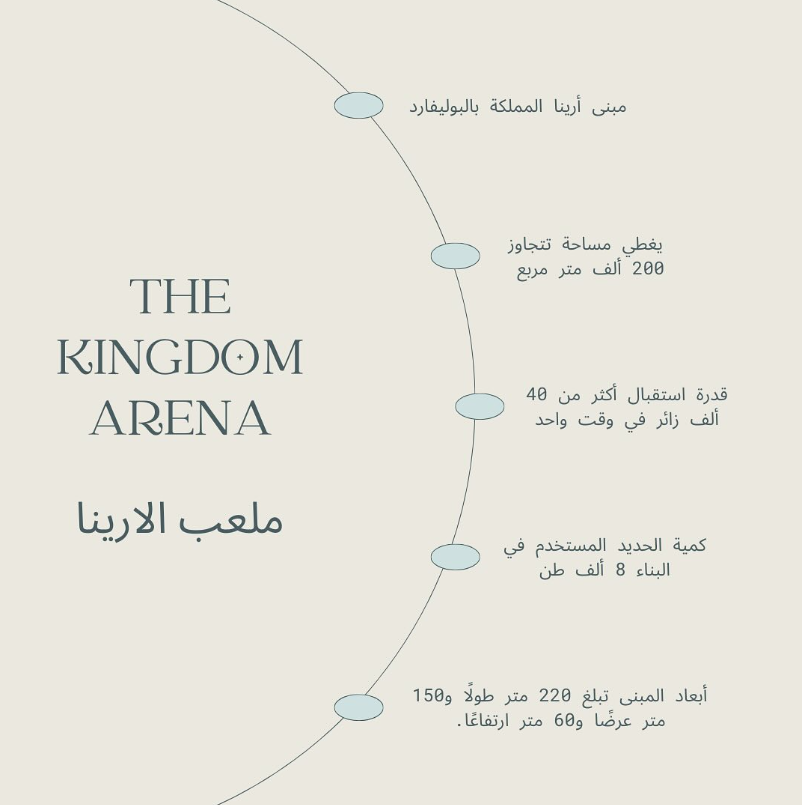 THE
KINGDOM
ARENA
ملعب الارينا
مبنى أرينا المملكة بالبوليفارد
يغطي مساحة تتجاوز
200 ألف متر مربع
قدرة استقبال أكثر من 40
ألف زائر في وقت واحد
كمية الحديد المستخدم في
البناء 8 ألف طن
أبعاد المبنى تبلغ 220 متر طولًا و150
متر عرضًا و60 متر ارتفاعًا.